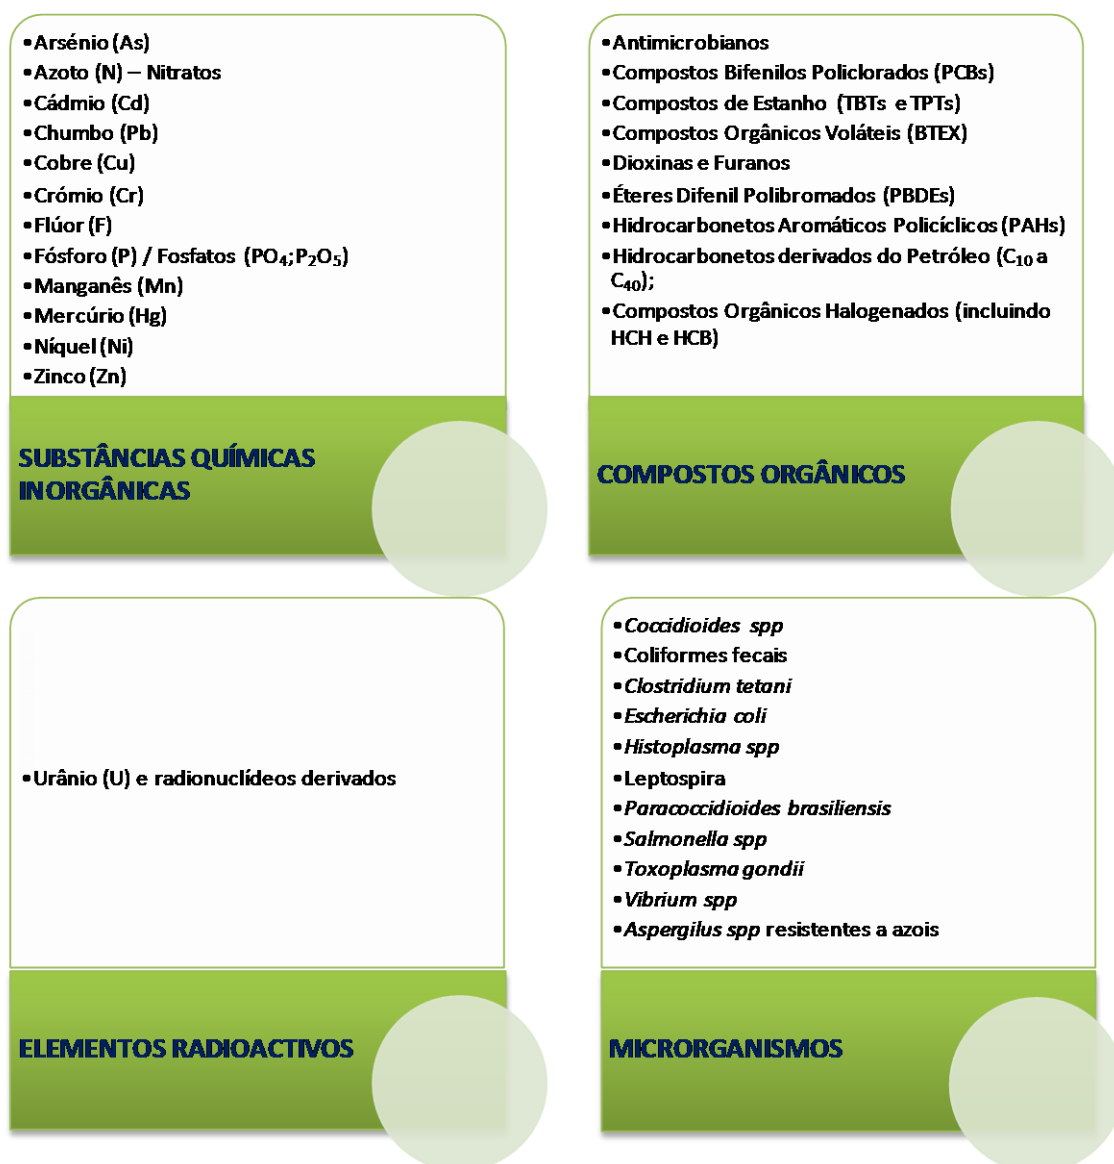 •Arsénio (As)
•Azoto (N) – Nitratos
•Cádmio (Cd)
•Chumbo (Pb)
•Cobre (Cu)
•Crómio (Cr)
•Flúor (F)
•Fósforo (P) / Fosfatos (PO₄; P₂O₅)
•Manganês (Mn)
•Mercúrio (Hg)
•Níquel (Ni)
•Zinco (Zn)
SUBSTÂNCIAS QUÍMICAS
INORGÂNICAS
•Antimicrobianos
•Compostos Bifenilos Policlorados (PCBs)
•Compostos de Estanho (TBTs e TPTs)
•Compostos Orgânicos Voláteis (BTEX)
•Dioxinas e Furanos
•Éteres Difenil Polibromados (PBDEs)
•Hidrocarbonetos Aromáticos Policíclicos (PAHs)
•Hidrocarbonetos derivados do Petróleo (C₁₀ a
C₄₀);
•Compostos Orgânicos Halogenados (incluindo
HCH e HCB)
COMPOSTOS ORGÂNICOS
•Urânio (U) e radionuclídeos derivados
ELEMENTOS RADIOACTIVOS
•Coccidioides spp
•Coliformes fecais
•Clostridium tetani
•Escherichia coli
•Histoplasma spp
•Leptospira
•Paracoccidioides brasiliensis
•Salmonella spp
•Toxoplasma gondii
•Vibrium spp
•Aspergilus spp resistentes a azois
MICRORGANISMOS